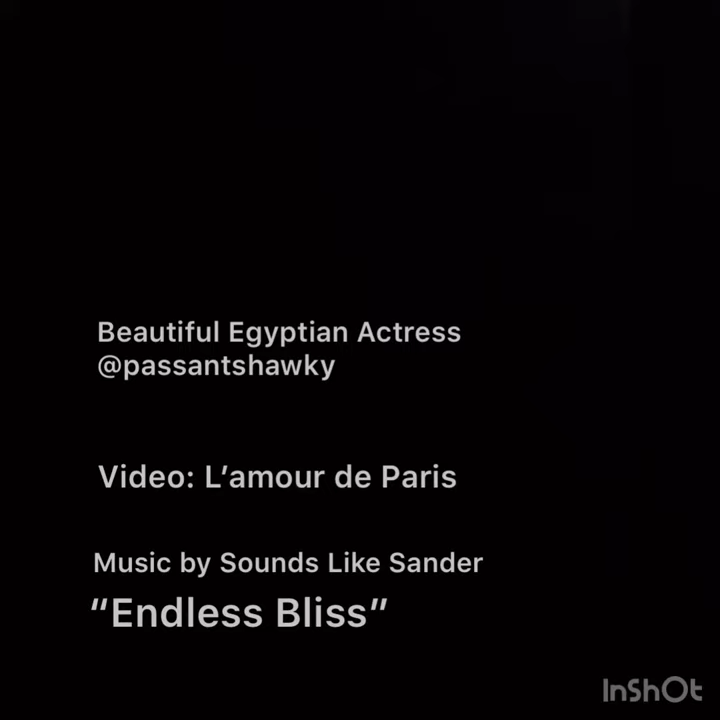 Beautiful Egyptian Actress
@passantshawky
Video: L’amour de Paris
Music by Sounds Like Sander
“Endless Bliss”
InShOt